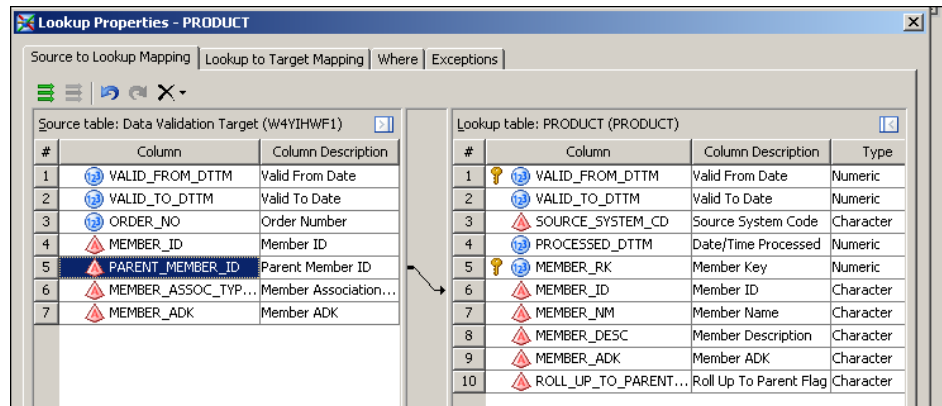 Lookup Properties - PRODUCT
Source to Lookup Mapping Lookup to Target Mapping Where Exceptions
Source table: Data Validation Target (W4YIHWF1)
# Column Column Description
1 VALID_FROM_DTTM Valid From Date
2 VALID_TO_DTTM Valid To Date
3 ORDER_NO Order Number
4 MEMBER_ID Member ID
5 PARENT_MEMBER_ID Parent Member ID
6 MEMBER_ASSOC_TYP... Member Association...
7 MEMBER_ADK Member ADK
Lookup table: PRODUCT (PRODUCT)
# Column Column Description Type
1 123 VALID_FROM_DTTM Valid From Date Numeric
2 123 VALID_TO_DTTM Valid To Date Numeric
3 SOURCE_SYSTEM_CD Source System Code Character
4 123 PROCESSED_DTTM Date/Time Processed Numeric
5 123 MEMBER_RK Member Key Numeric
6 MEMBER_ID Member ID Character
7 MEMBER_NM Member Name Character
8 MEMBER_DESC Member Description Character
9 MEMBER_ADK Member ADK Character
10 ROLL_UP_TO_PARENT... Roll Up To Parent Flag Character